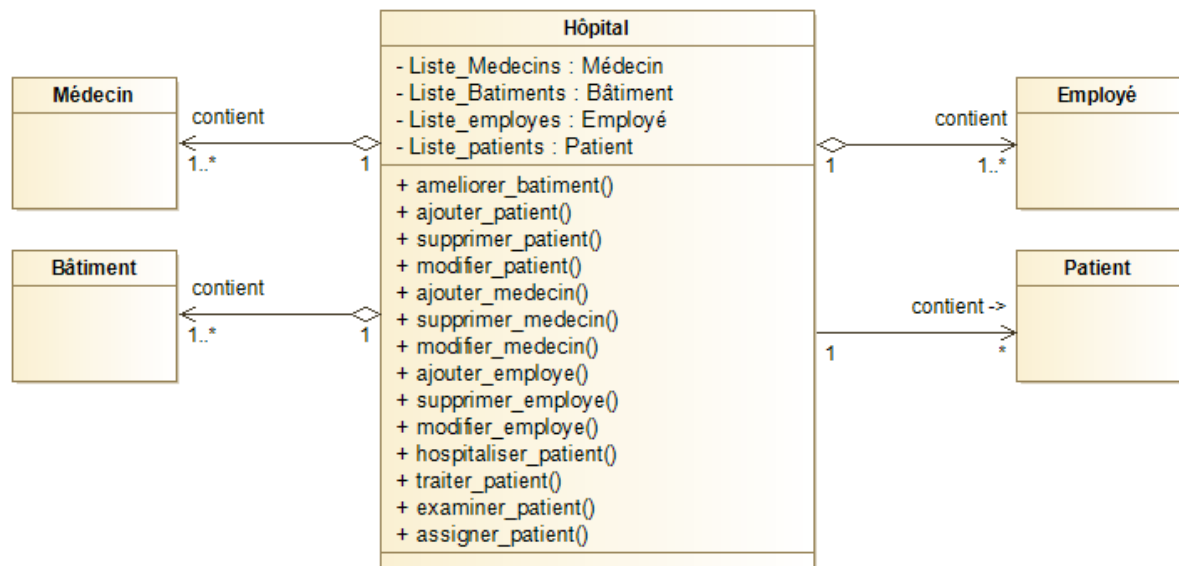 Hôpital
- Liste_Medecins : Médecin
- Liste_Batiments : Bâtiment
- Liste_employes : Employé
- Liste_patients : Patient
+ ameliorer_batiment()
+ ajouter_patient()
+ supprimer_patient()
+ modifier_patient()
+ ajouter_medecin()
+ supprimer_medecin()
+ modifier_medecin()
+ ajouter_employe()
+ supprimer_employe()
+ modifier_employe()
+ hospitaliser_patient()
+ traiter_patient()
+ examiner_patient()
+ assigner_patient()
Médecin
contient
1..*
1
Bâtiment
contient
1..*
1
Employé
contient
1
1..*
Patient
contient ->
1
*